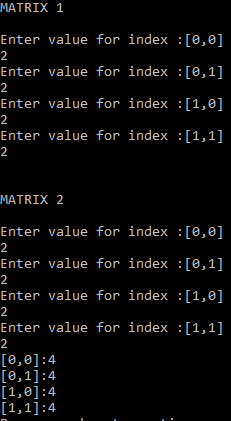 MATRIX 1
Enter value for index :[0,0]
2
Enter value for index :[0,1]
2
Enter value for index :[1,0]
2
Enter value for index :[1,1]
2
MATRIX 2
Enter value for index :[0,0]
2
Enter value for index :[0,1]
2
Enter value for index :[1,0]
2
Enter value for index :[1,1]
2
[0,0]:4
[0,1]:4
[1,0]:4
[1,1]:4